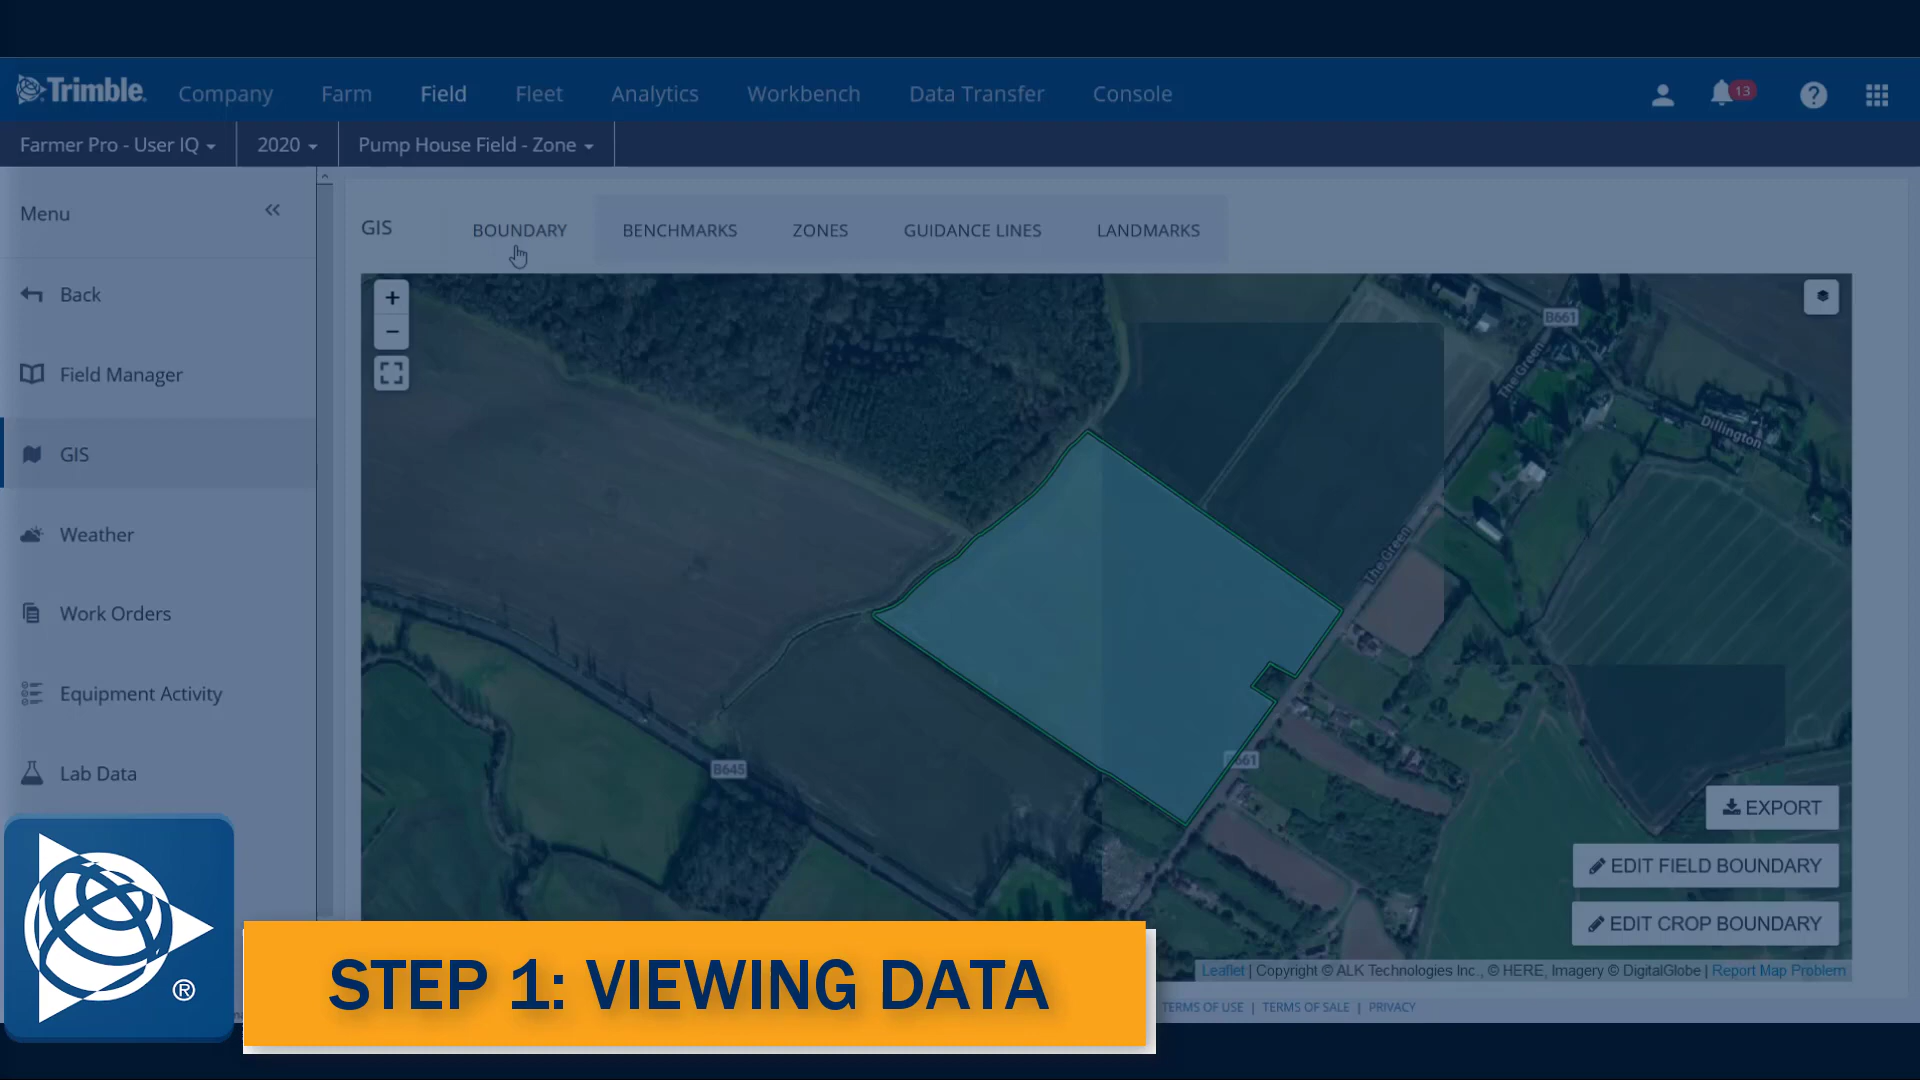 Trimble Company Farm Field Fleet Analytics Workbench Data Transfer Console 13 ?
Farmer Pro - User IQ 2020 Pump House Field - Zone
Menu
Back
Field Manager
GIS
Weather
Work Orders
Equipment Activity
Lab Data
GIS BOUNDARY BENCHMARKS ZONES GUIDANCE LINES LANDMARKS
+
−
B661
The Green
Dillington
The Green
B645
661
EXPORT
EDIT FIELD BOUNDARY
EDIT CROP BOUNDARY
Leaflet | Copyright © ALK Technologies Inc., © HERE, Imagery © DigitalGlobe | Report Map Problem
TERMS OF USE | TERMS OF SALE | PRIVACY
®
STEP 1: VIEWING DATA